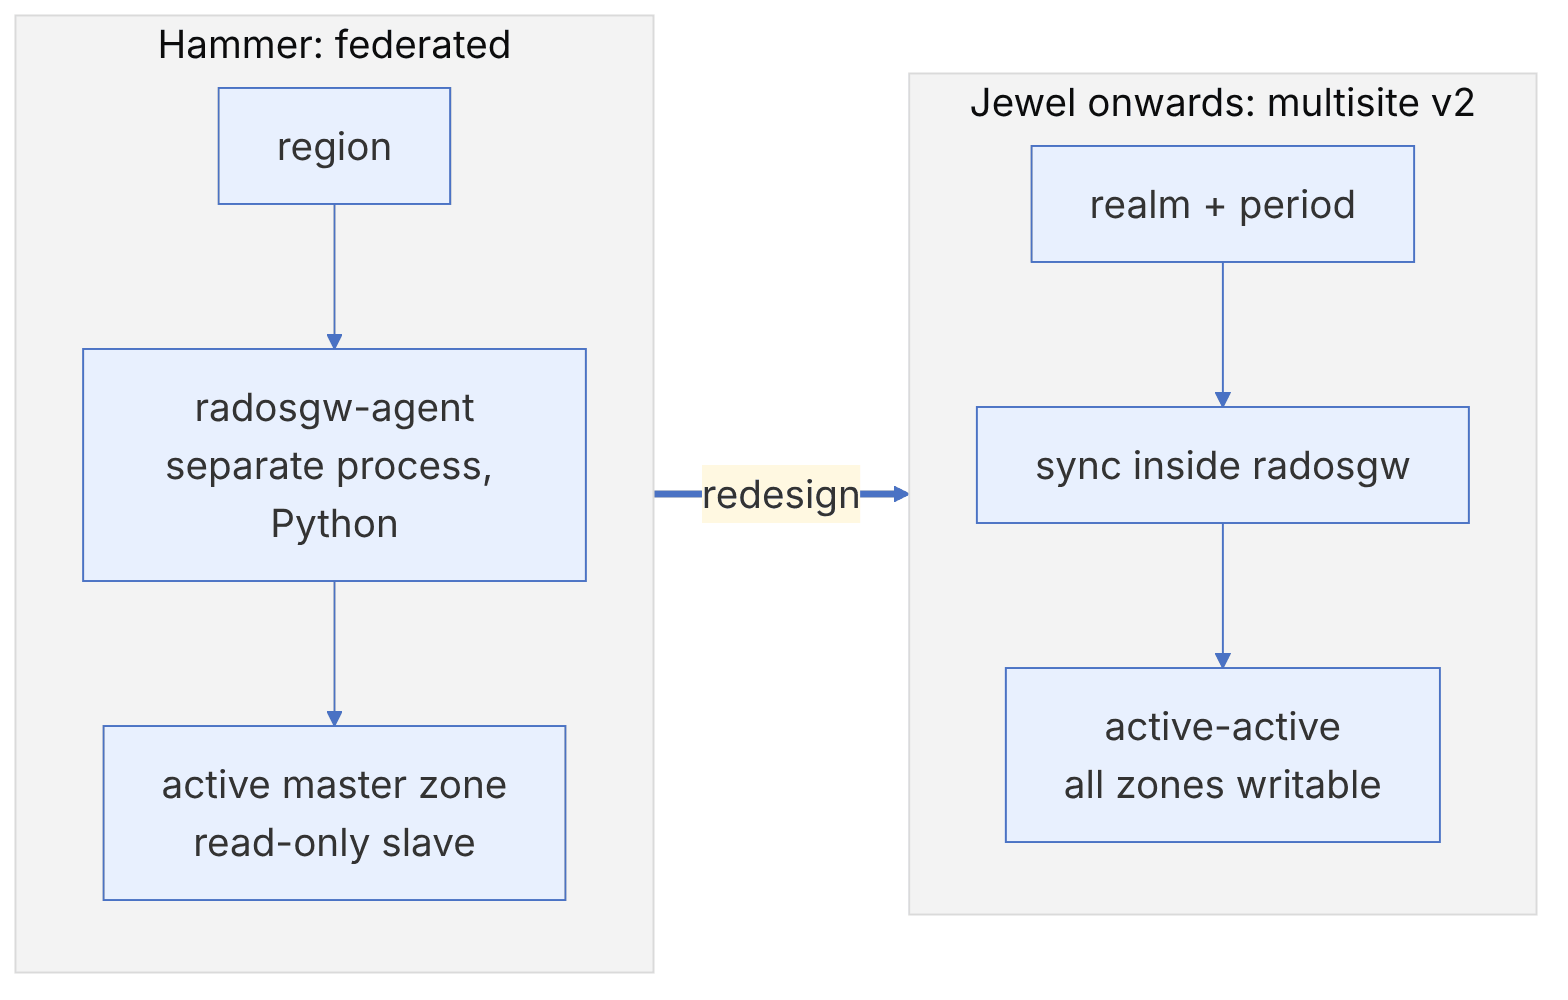 Hammer: federated
region
radosgw-agent
separate process,
Python
active master zone
read-only slave
redesign
Jewel onwards: multisite v2
realm + period
sync inside radosgw
active-active
all zones writable